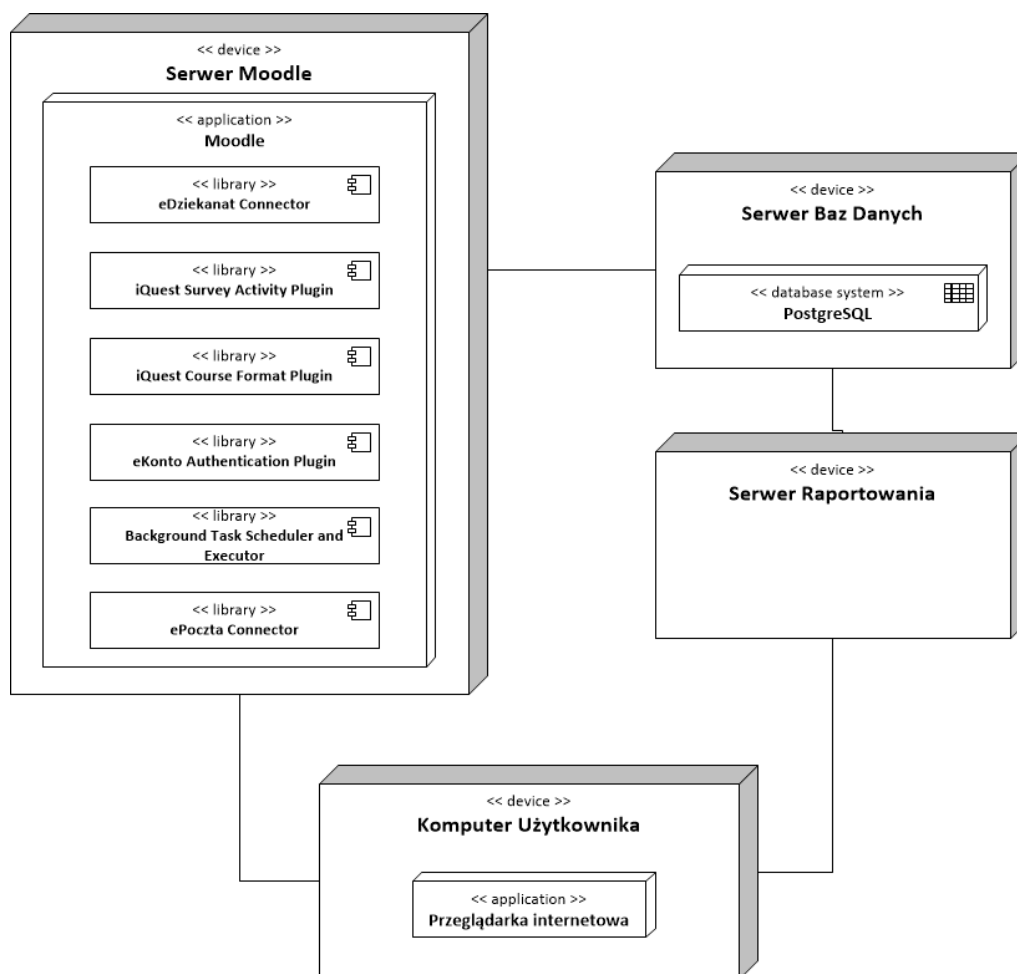 << device >>
Serwer Moodle
<< application >>
Moodle
<< library >>
eDziekanat Connector
<< library >>
iQuest Survey Activity Plugin
<< library >>
iQuest Course Format Plugin
<< library >>
eKonto Authentication Plugin
<< library >>
Background Task Scheduler and
Executor
<< library >>
ePoczta Connector
<< device >>
Serwer Baz Danych
<< database system >>
PostgreSQL
<< device >>
Serwer Raportowania
<< device >>
Komputer Użytkownika
<< application >>
Przeglądarka internetowa